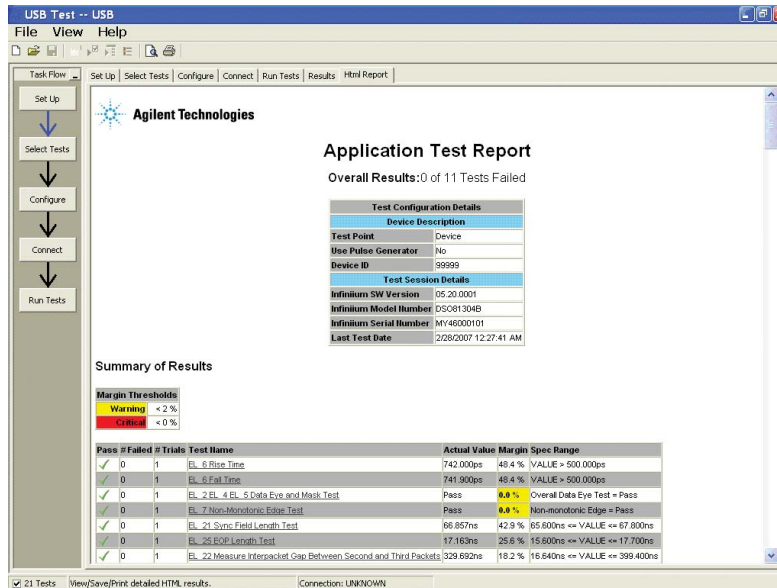 USB Test -- USB
File View Help
Task Flow
Set Up
Select Tests
Configure
Connect
Run Tests
Set Up Select Tests Configure Connect Run Tests Results Html Report
Agilent Technologies
Application Test Report
Overall Results:0 of 11 Tests Failed
Test Configuration Details
Device Description
Test Point Device
Use Pulse Generator No
Device ID 99999
Test Session Details
Infiniium SW Version 05.20.0001
Infiniium Model Number DSO81304B
Infiniium Serial Number MY46000101
Last Test Date 2/28/2007 12:27:41 AM
Summary of Results
Margin Thresholds
Warning < 2 %
Critical < 0 %
Pass # Failed # Trials Test Name Actual Value Margin Spec Range
0 1 EL_6 Rise Time 742.000ps 48.4 % VALUE > 500.000ps
0 1 EL_6 Fall Time 741.900ps 48.4 % VALUE > 500.000ps
0 1 EL_2 EL_4 EL_5 Data Eye and Mask Test Pass 0.0 % Overall Data Eye Test = Pass
0 1 EL_7 Non-Monotonic Edge Test Pass 0.0 % Non-monotonic Edge = Pass
0 1 EL_21 Sync Field Length Test 66.857ns 42.9 % 65.600ns <= VALUE <= 67.800ns
0 1 EL_25 EOP Length Test 17.163ns 25.6 % 15.600ns <= VALUE <= 17.700ns
0 1 EL_22 Measure Interpacket Gap Between Second and Third Packets 329.692ns 18.2 % 16.640ns <= VALUE <= 399.400ns
21 Tests View/Save/Print detailed HTML results. Connection: UNKNOWN